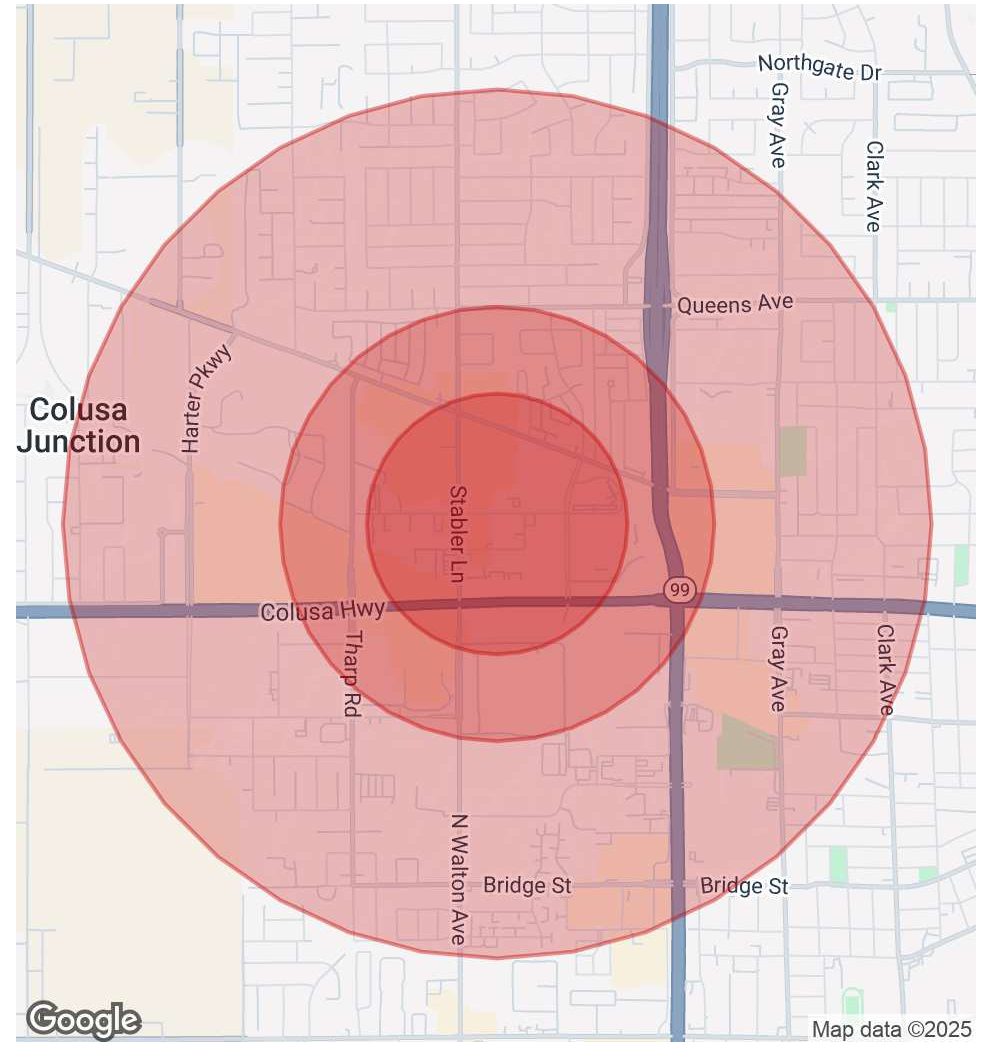 Northgate Dr
Gray Ave
Clark Ave
Queens Ave
Harter Pkwy
Colusa
Junction
Stabler Ln
99
Colusa Hwy
Tharp Rd
Gray Ave
Clark Ave
N Walton Ave
Bridge St
Bridge St
Google
Map data ©2025